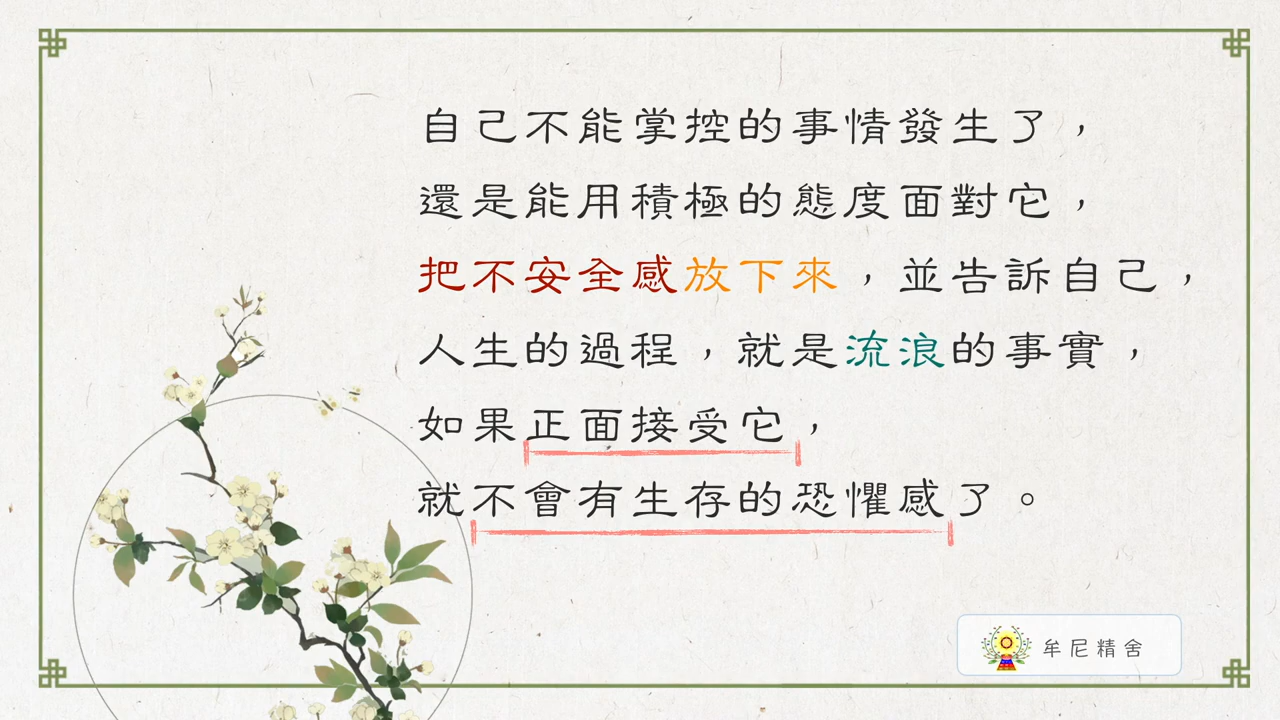 自己不能掌控的事情發生了，
還是能用積極的態度面對它，
把不安全感放下來，並告訴自己，
人生的過程，就是流浪的事實，
如果正面接受它，
就不會有生存的恐懼感了。
牟尼精舍